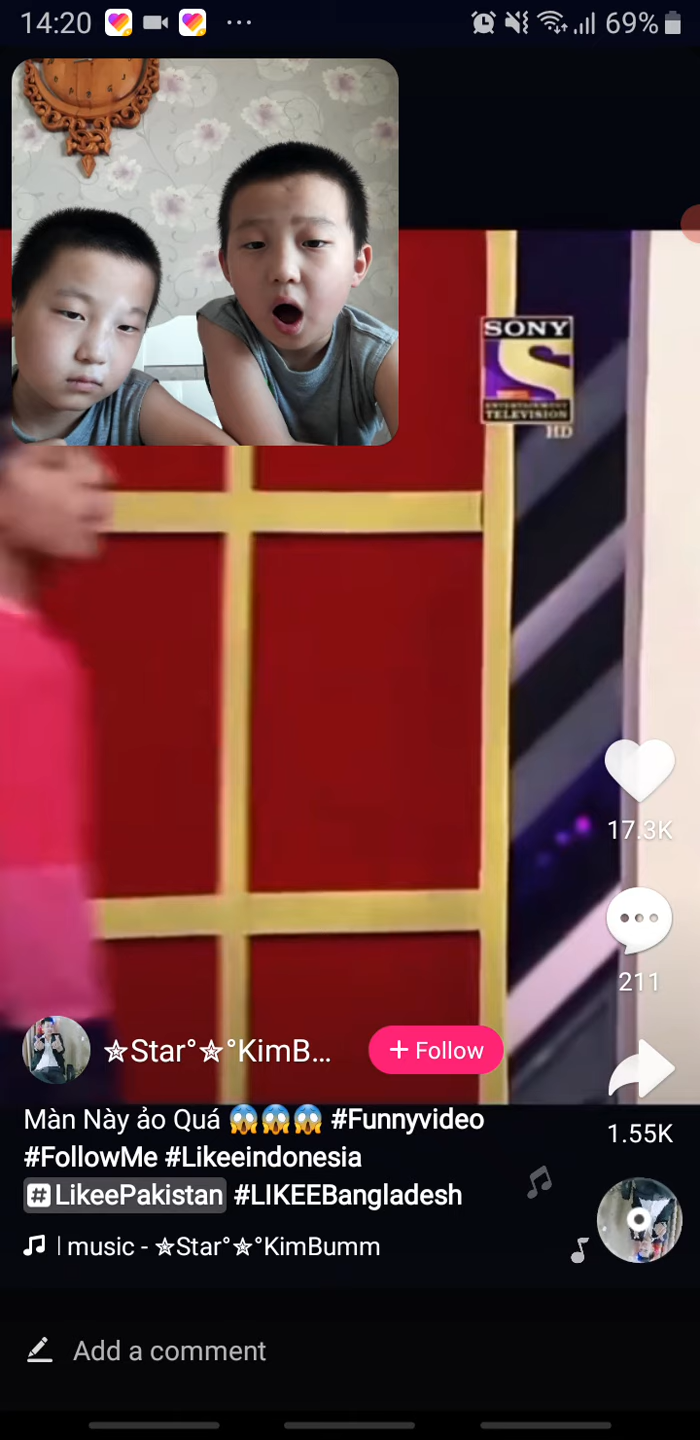 14:20
69%
SONY
ENTERTAINMENT
TELEVISION
HD
17.3K
211
✯Star°✯°KimB...
+ Follow
Màn Này ảo Quá 😱😱😱 #Funnyvideo
#FollowMe #Likeeindonesia
# LikeePakistan #LIKEEBangladesh
1.55K
l music - ✯Star°✯°KimBumm
Add a comment